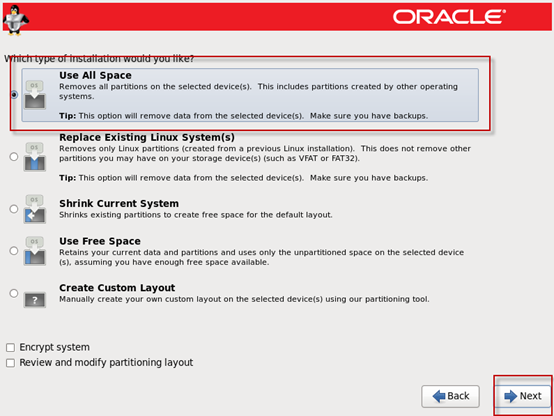 ORACLE®
Which type of installation would you like?
Use All Space
Removes all partitions on the selected device(s). This includes partitions created by other operating
systems.
Tip: This option will remove data from the selected device(s). Make sure you have backups.
Replace Existing Linux System(s)
Removes only Linux partitions (created from a previous Linux installation). This does not remove other
partitions you may have on your storage device(s) (such as VFAT or FAT32).
Tip: This option will remove data from the selected device(s). Make sure you have backups.
Shrink Current System
Shrinks existing partitions to create free space for the default layout.
Use Free Space
Retains your current data and partitions and uses only the unpartitioned space on the selected device
(s), assuming you have enough free space available.
Create Custom Layout
Manually create your own custom layout on the selected device(s) using our partitioning tool.
Encrypt system
Review and modify partitioning layout
Back
Next